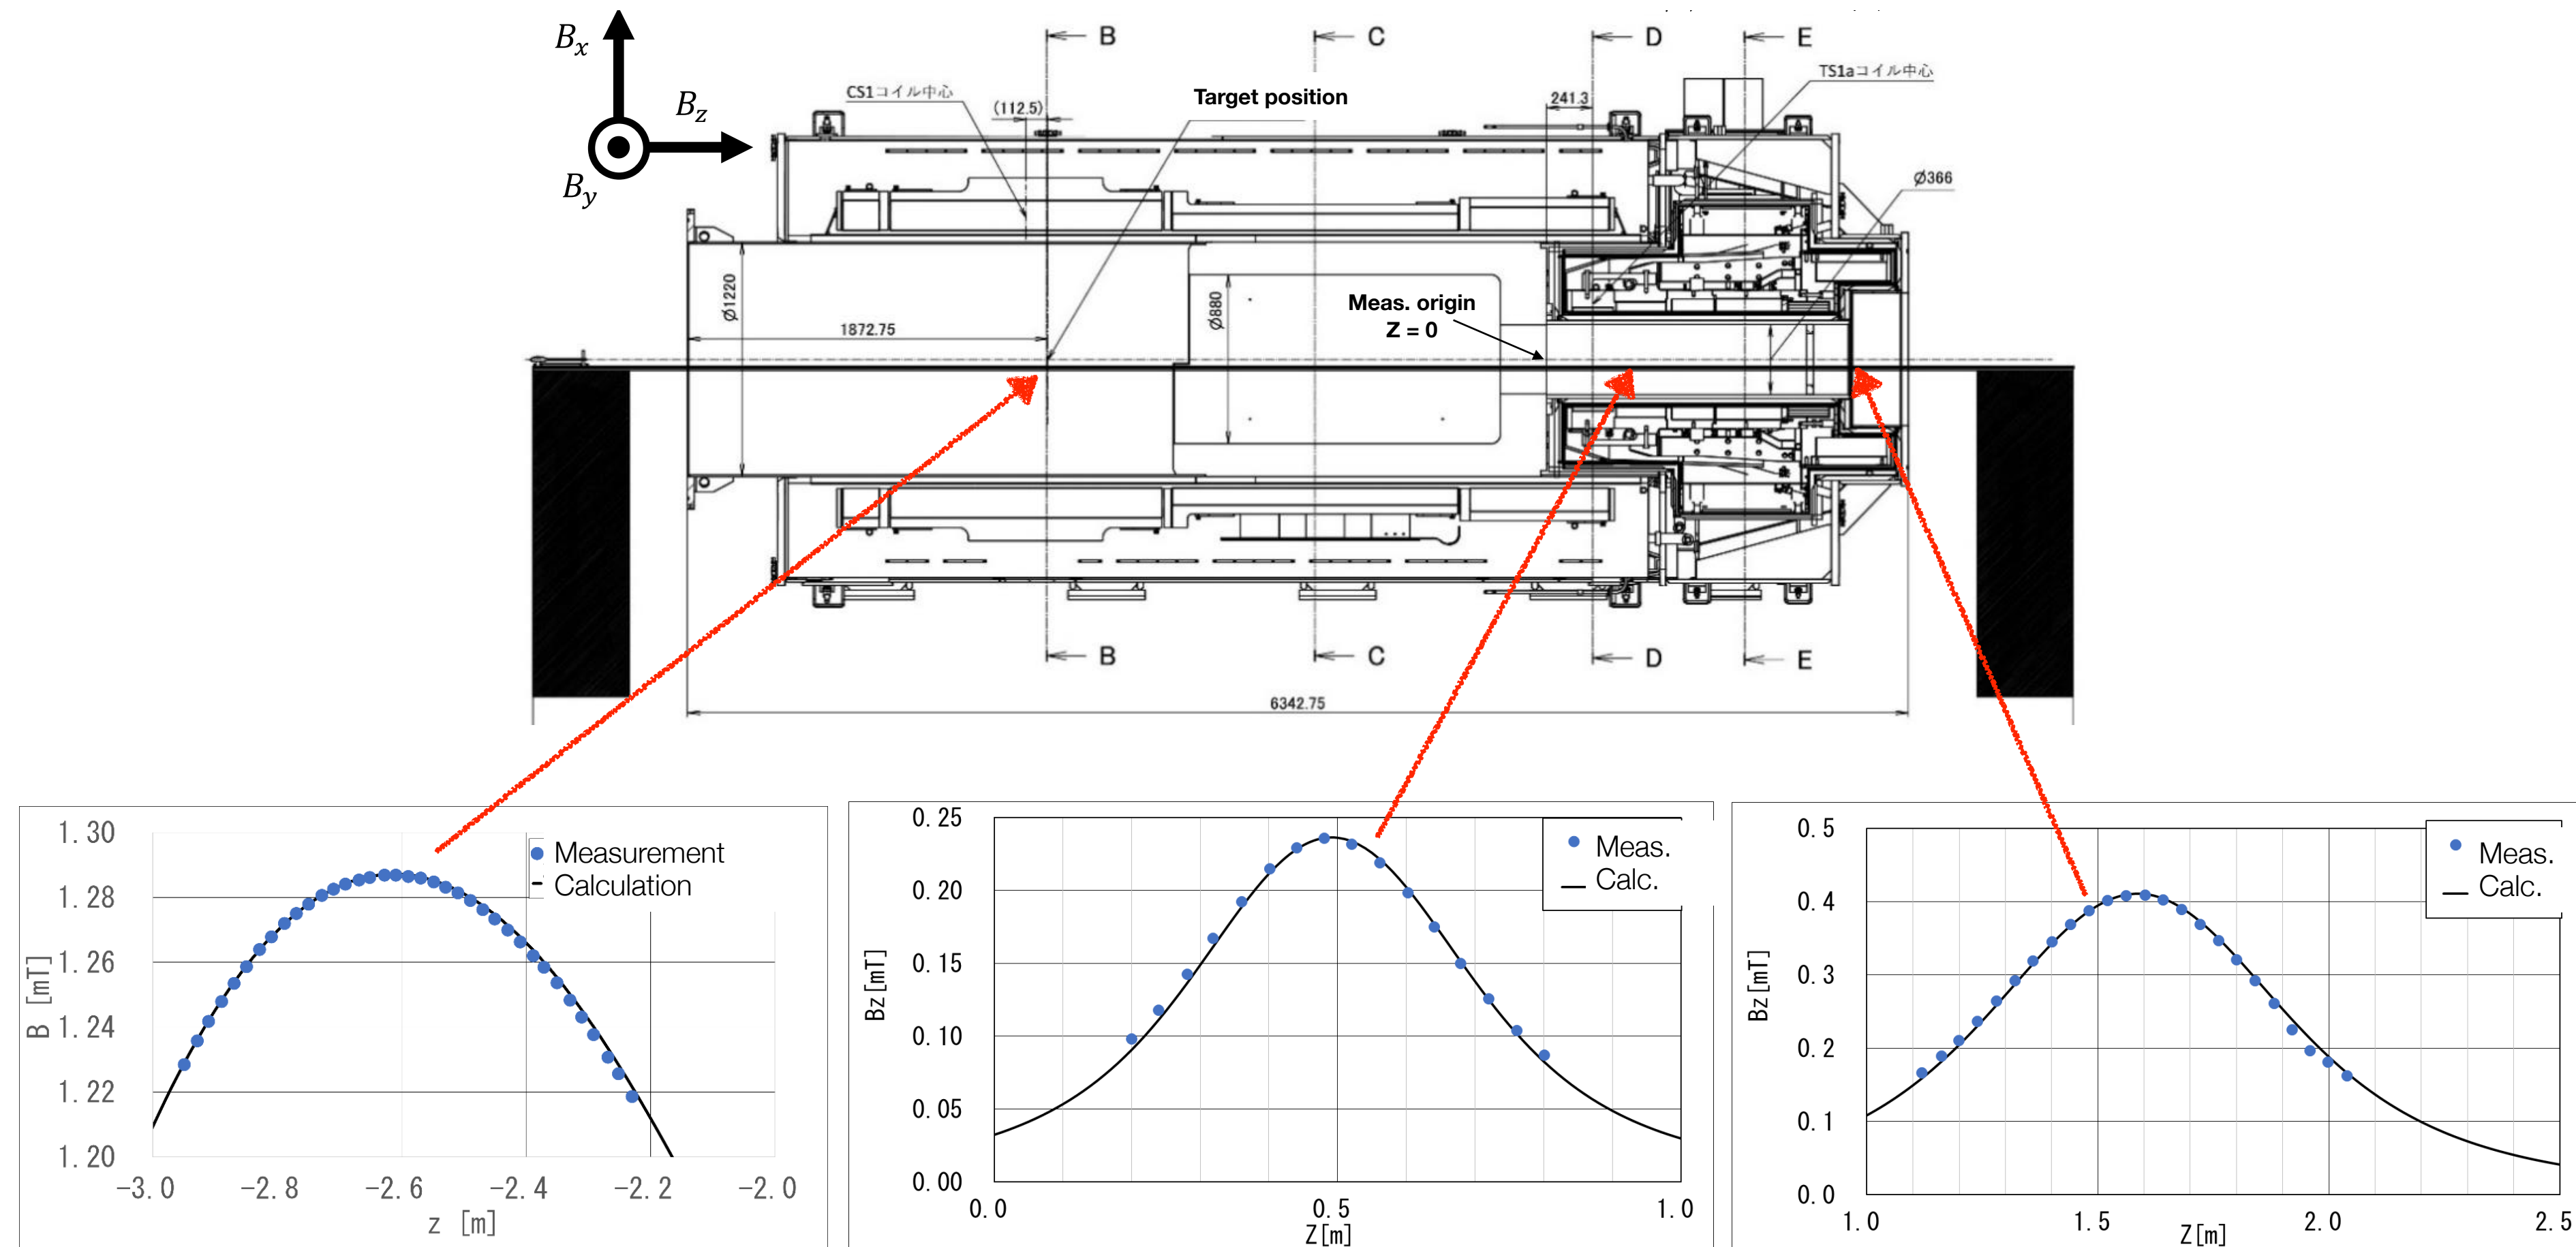 B
C
D
E
Bx
Bz
By
CS1コイル中心
(112.5)
Target position
241.3
TS1aコイル中心
Ø366
Ø1220
1872.75
Ø880
Meas. origin
Z = 0
B
C
D
E
6342.75
1.30
1.28
1.26
1.24
1.22
1.20
B [mT]
Measurement
Calculation
-3.0
-2.8
-2.6
-2.4
-2.2
-2.0
z [m]
0.25
0.20
0.15
0.10
0.05
0.00
Bz[mT]
Meas.
Calc.
0.0
0.5
1.0
Z[m]
0.5
0.4
0.3
0.2
0.1
0.0
Bz[mT]
Meas.
Calc.
1.0
1.5
2.0
2.5
Z[m]